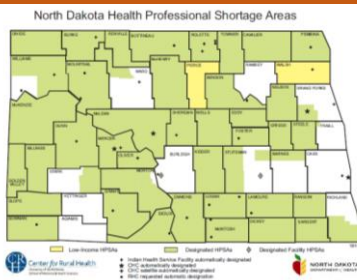 North Dakota Health Professional Shortage Areas
DIVIDE
BURKE
RENVILLE
BOTTINEAU
ROLETTE
TOWNER
CAVALIER
PEMBINA
WILLIAMS
MOUNTRAIL
WARD
MCHENRY
PIERCE
BENSON
RAMSEY
WALSH
NELSON
GRAND FORKS
MCKENZIE
DUNN
MCLEAN
SHERIDAN
WELLS
EDDY
FOSTER
GRIGGS
STEELE
TRAILL
MERCER
OLIVER
BILLINGS
GOLDEN
VALLEY
STARK
MORTON
BURLEIGH
KIDDER
STUTSMAN
BARNES
CASS
SLOPE
HETTINGER
GRANT
BOWMAN
ADAMS
SIOUX
EMMONS
LOGAN
LAMOURE
RANSOM
RICHLAND
MCINTOSH
DICKEY
SARGENT
Low-Income HPSAs
Designated HPSAs
Designated Facility HPSAs
Indian Health Service Facility automatically designated
CHC automatically designated
CHC satellite automatically designated
RHC requested automatic designation
Center for Rural Health
NORTH DAKOTA